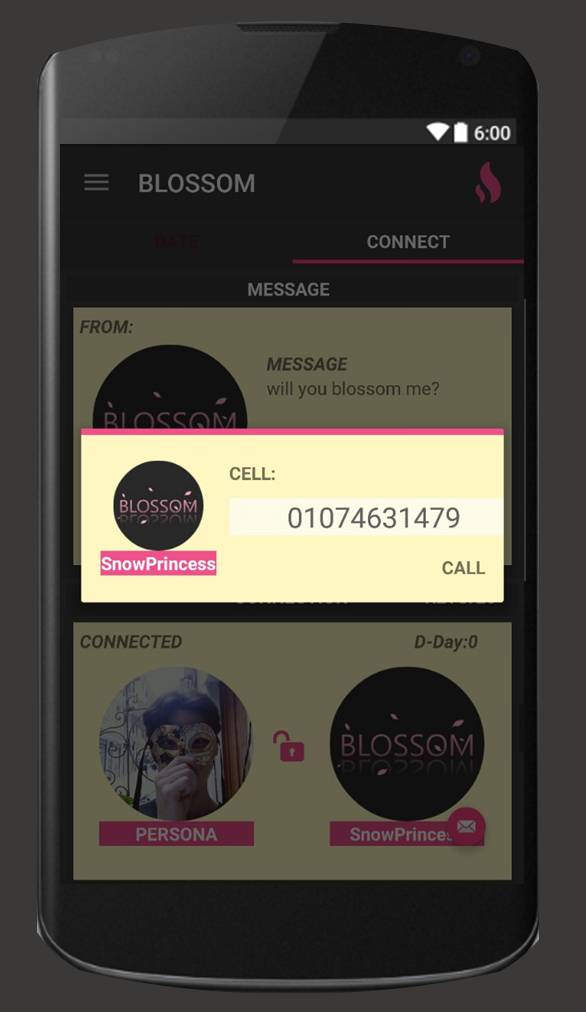 6:00
BLOSSOM
DATE
CONNECT
MESSAGE
FROM:
MESSAGE
will you blossom me?
BLOSSOM
CELL:
BLOSSOM
01074631479
SnowPrincess
CALL
CONNECTED
D-Day:0
BLOSSOM
PERSONA
SnowPrinces